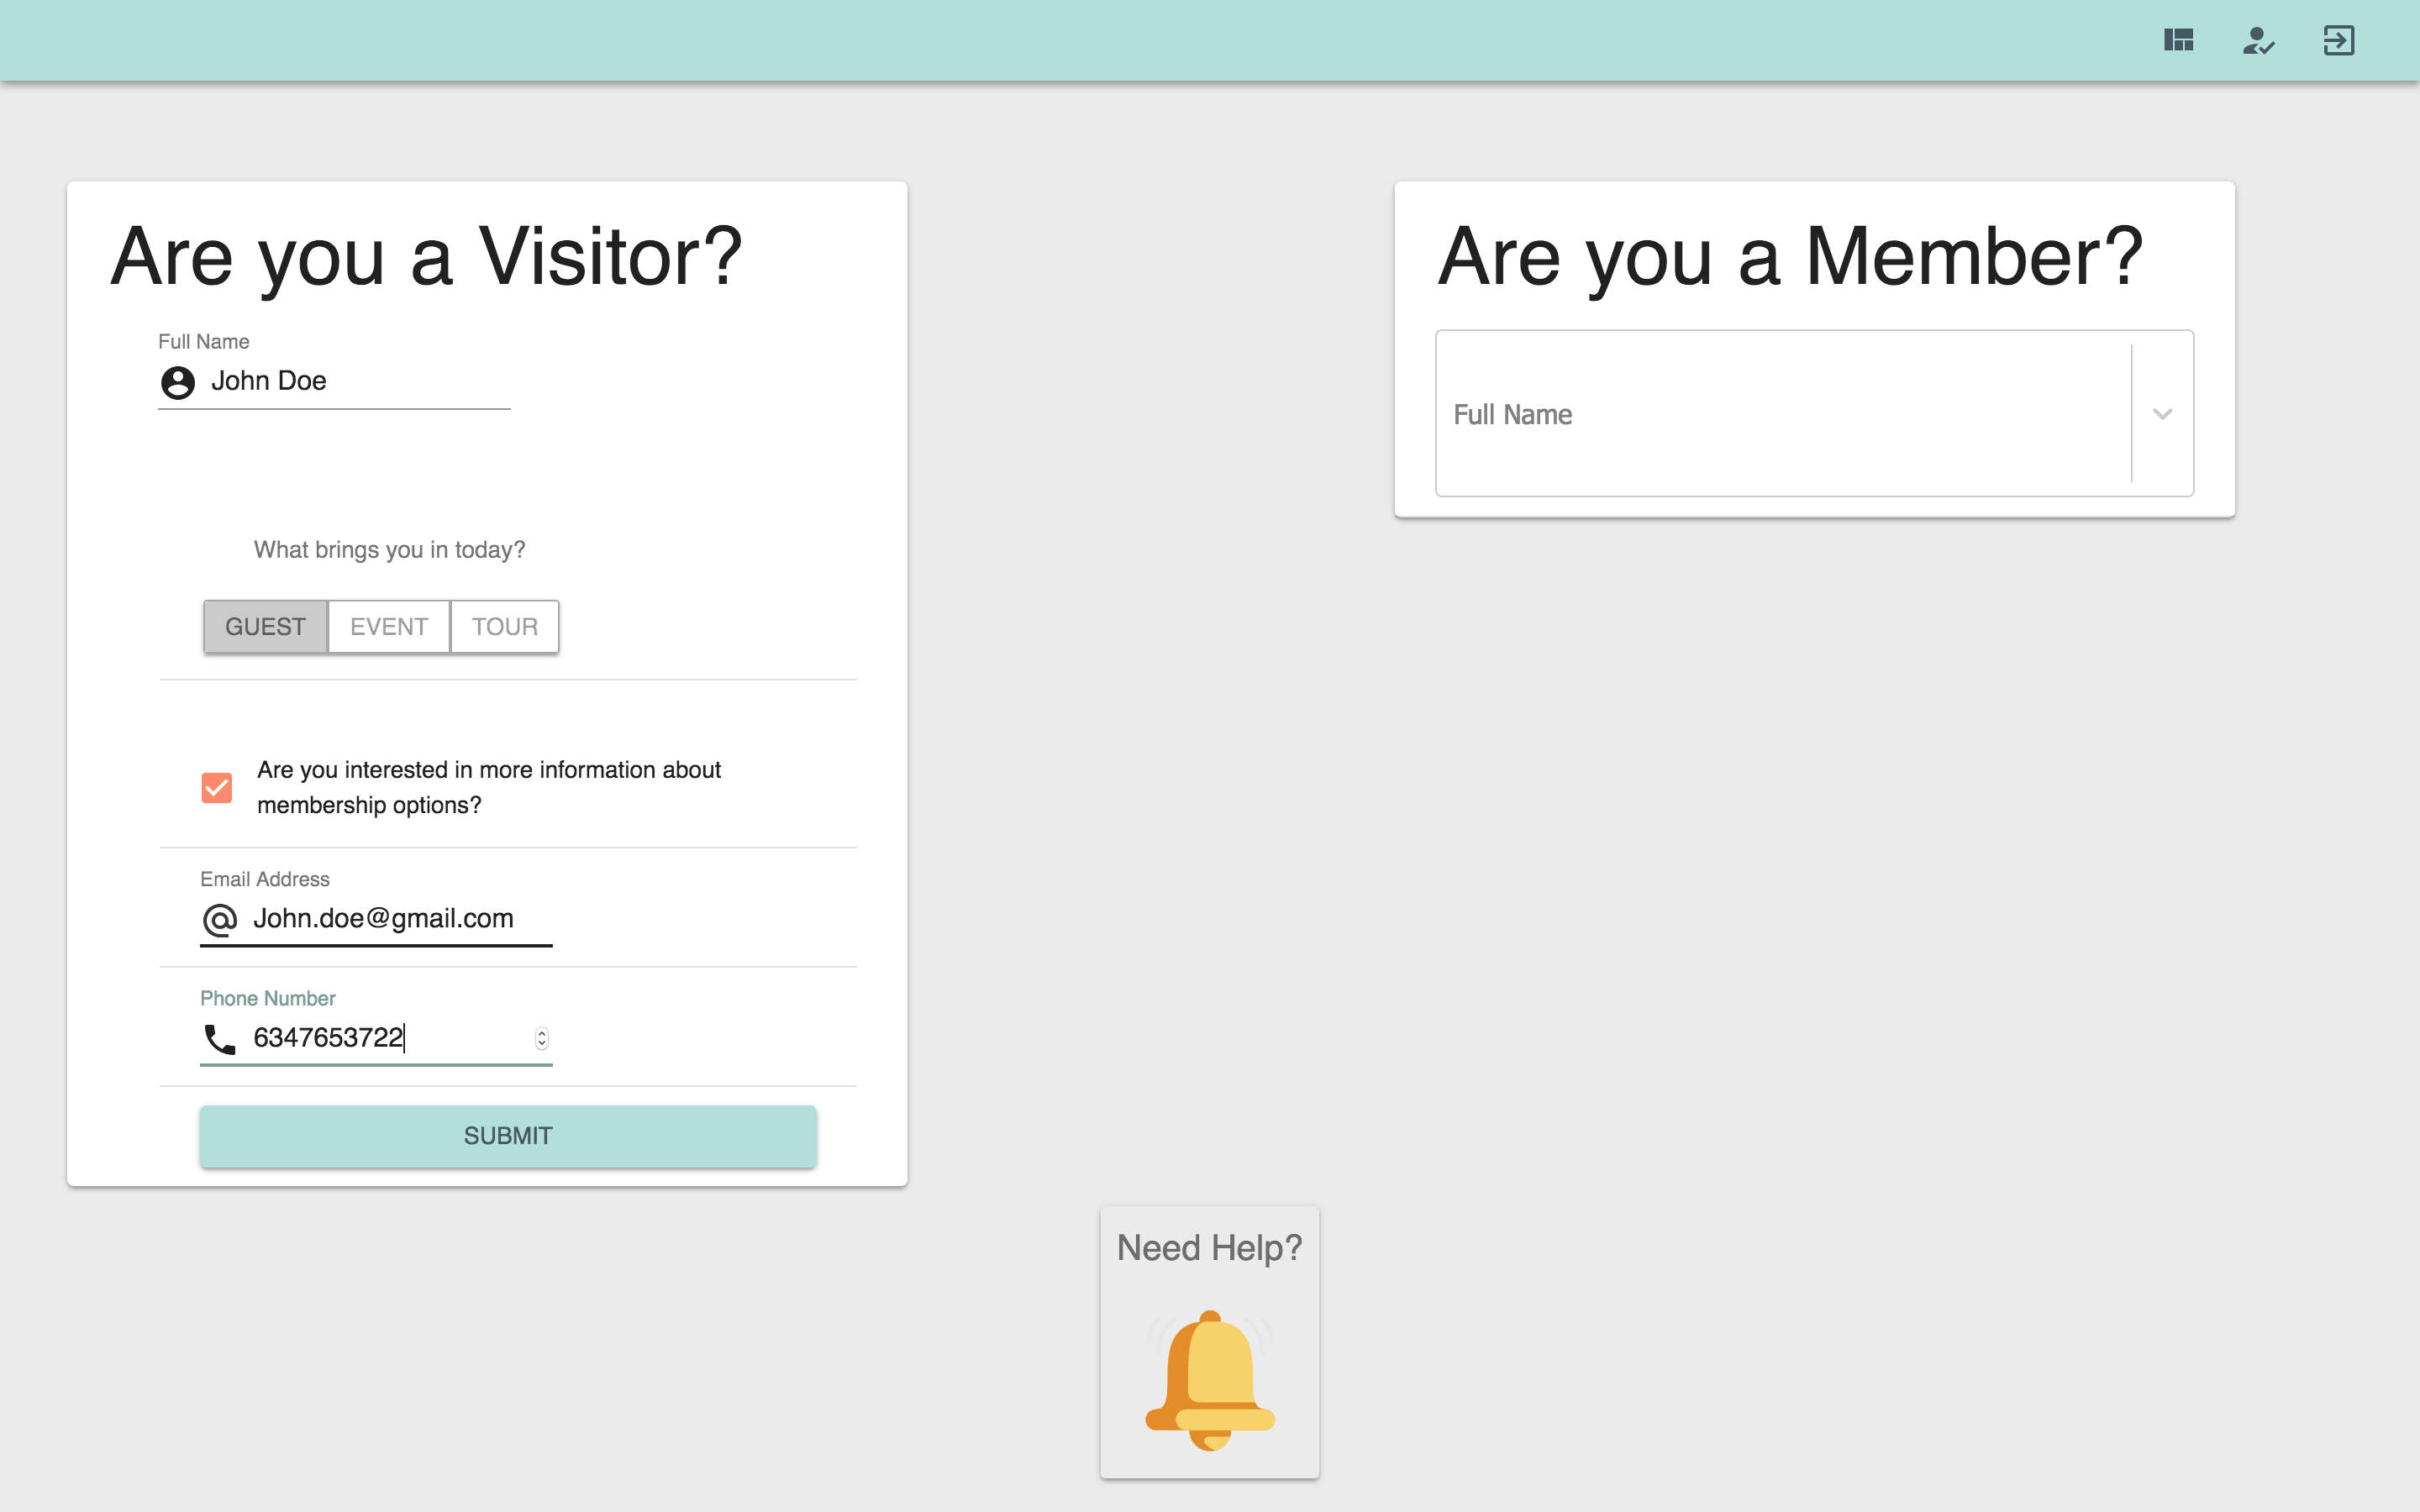 Are you a Visitor?
Full Name
John Doe
What brings you in today?
GUEST EVENT TOUR
Are you interested in more information about
membership options?
Email Address
John.doe@gmail.com
Phone Number
6347653722
SUBMIT
Are you a Member?
Full Name
Need Help?